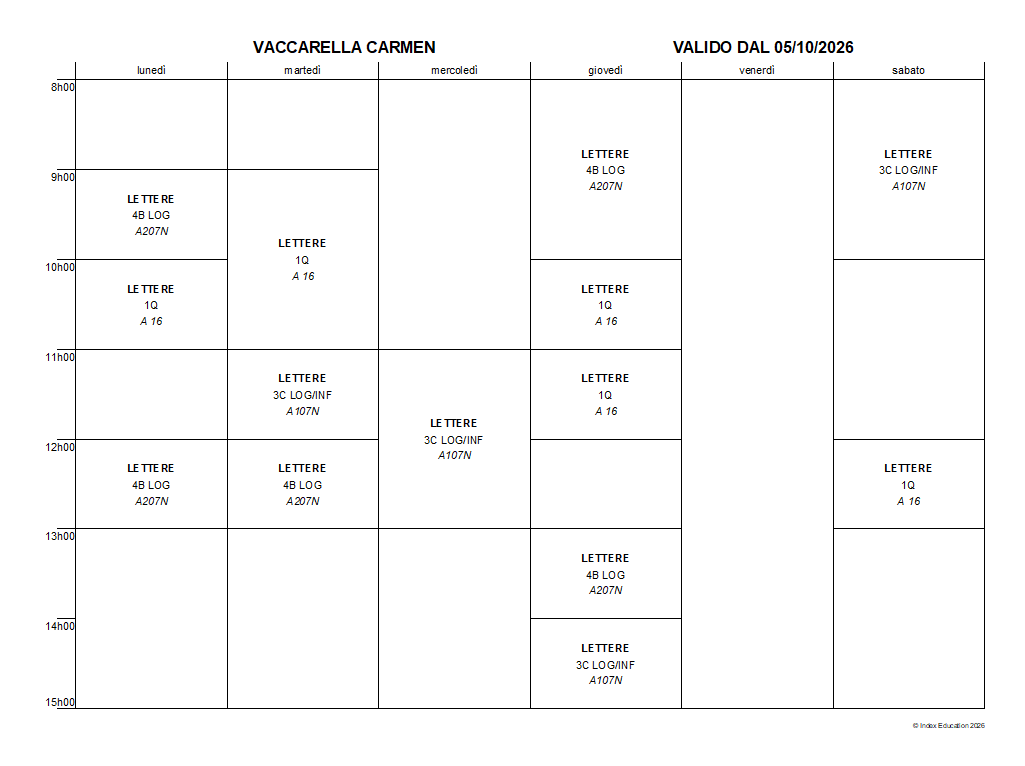 VACCARELLA CARMEN VALIDO DAL 05/10/2026
lunedì martedì mercoledì giovedì venerdì sabato
8h00
LETTERE LETTERE
4B LOG 3C LOG/INF
A207N A107N
9h00
LETTERE
4B LOG
A207N
LETTERE
1Q
A 16
10h00
LETTERE LETTERE
1Q 1Q
A 16 A 16
11h00
LETTERE LETTERE
3C LOG/INF 1Q
A107N A 16
LETTERE
3C LOG/INF
A107N
12h00
LETTERE LETTERE LETTERE
4B LOG 4B LOG 1Q
A207N A207N A 16
13h00
LETTERE
4B LOG
A207N
14h00
LETTERE
3C LOG/INF
A107N
15h00
© Index Education 2026